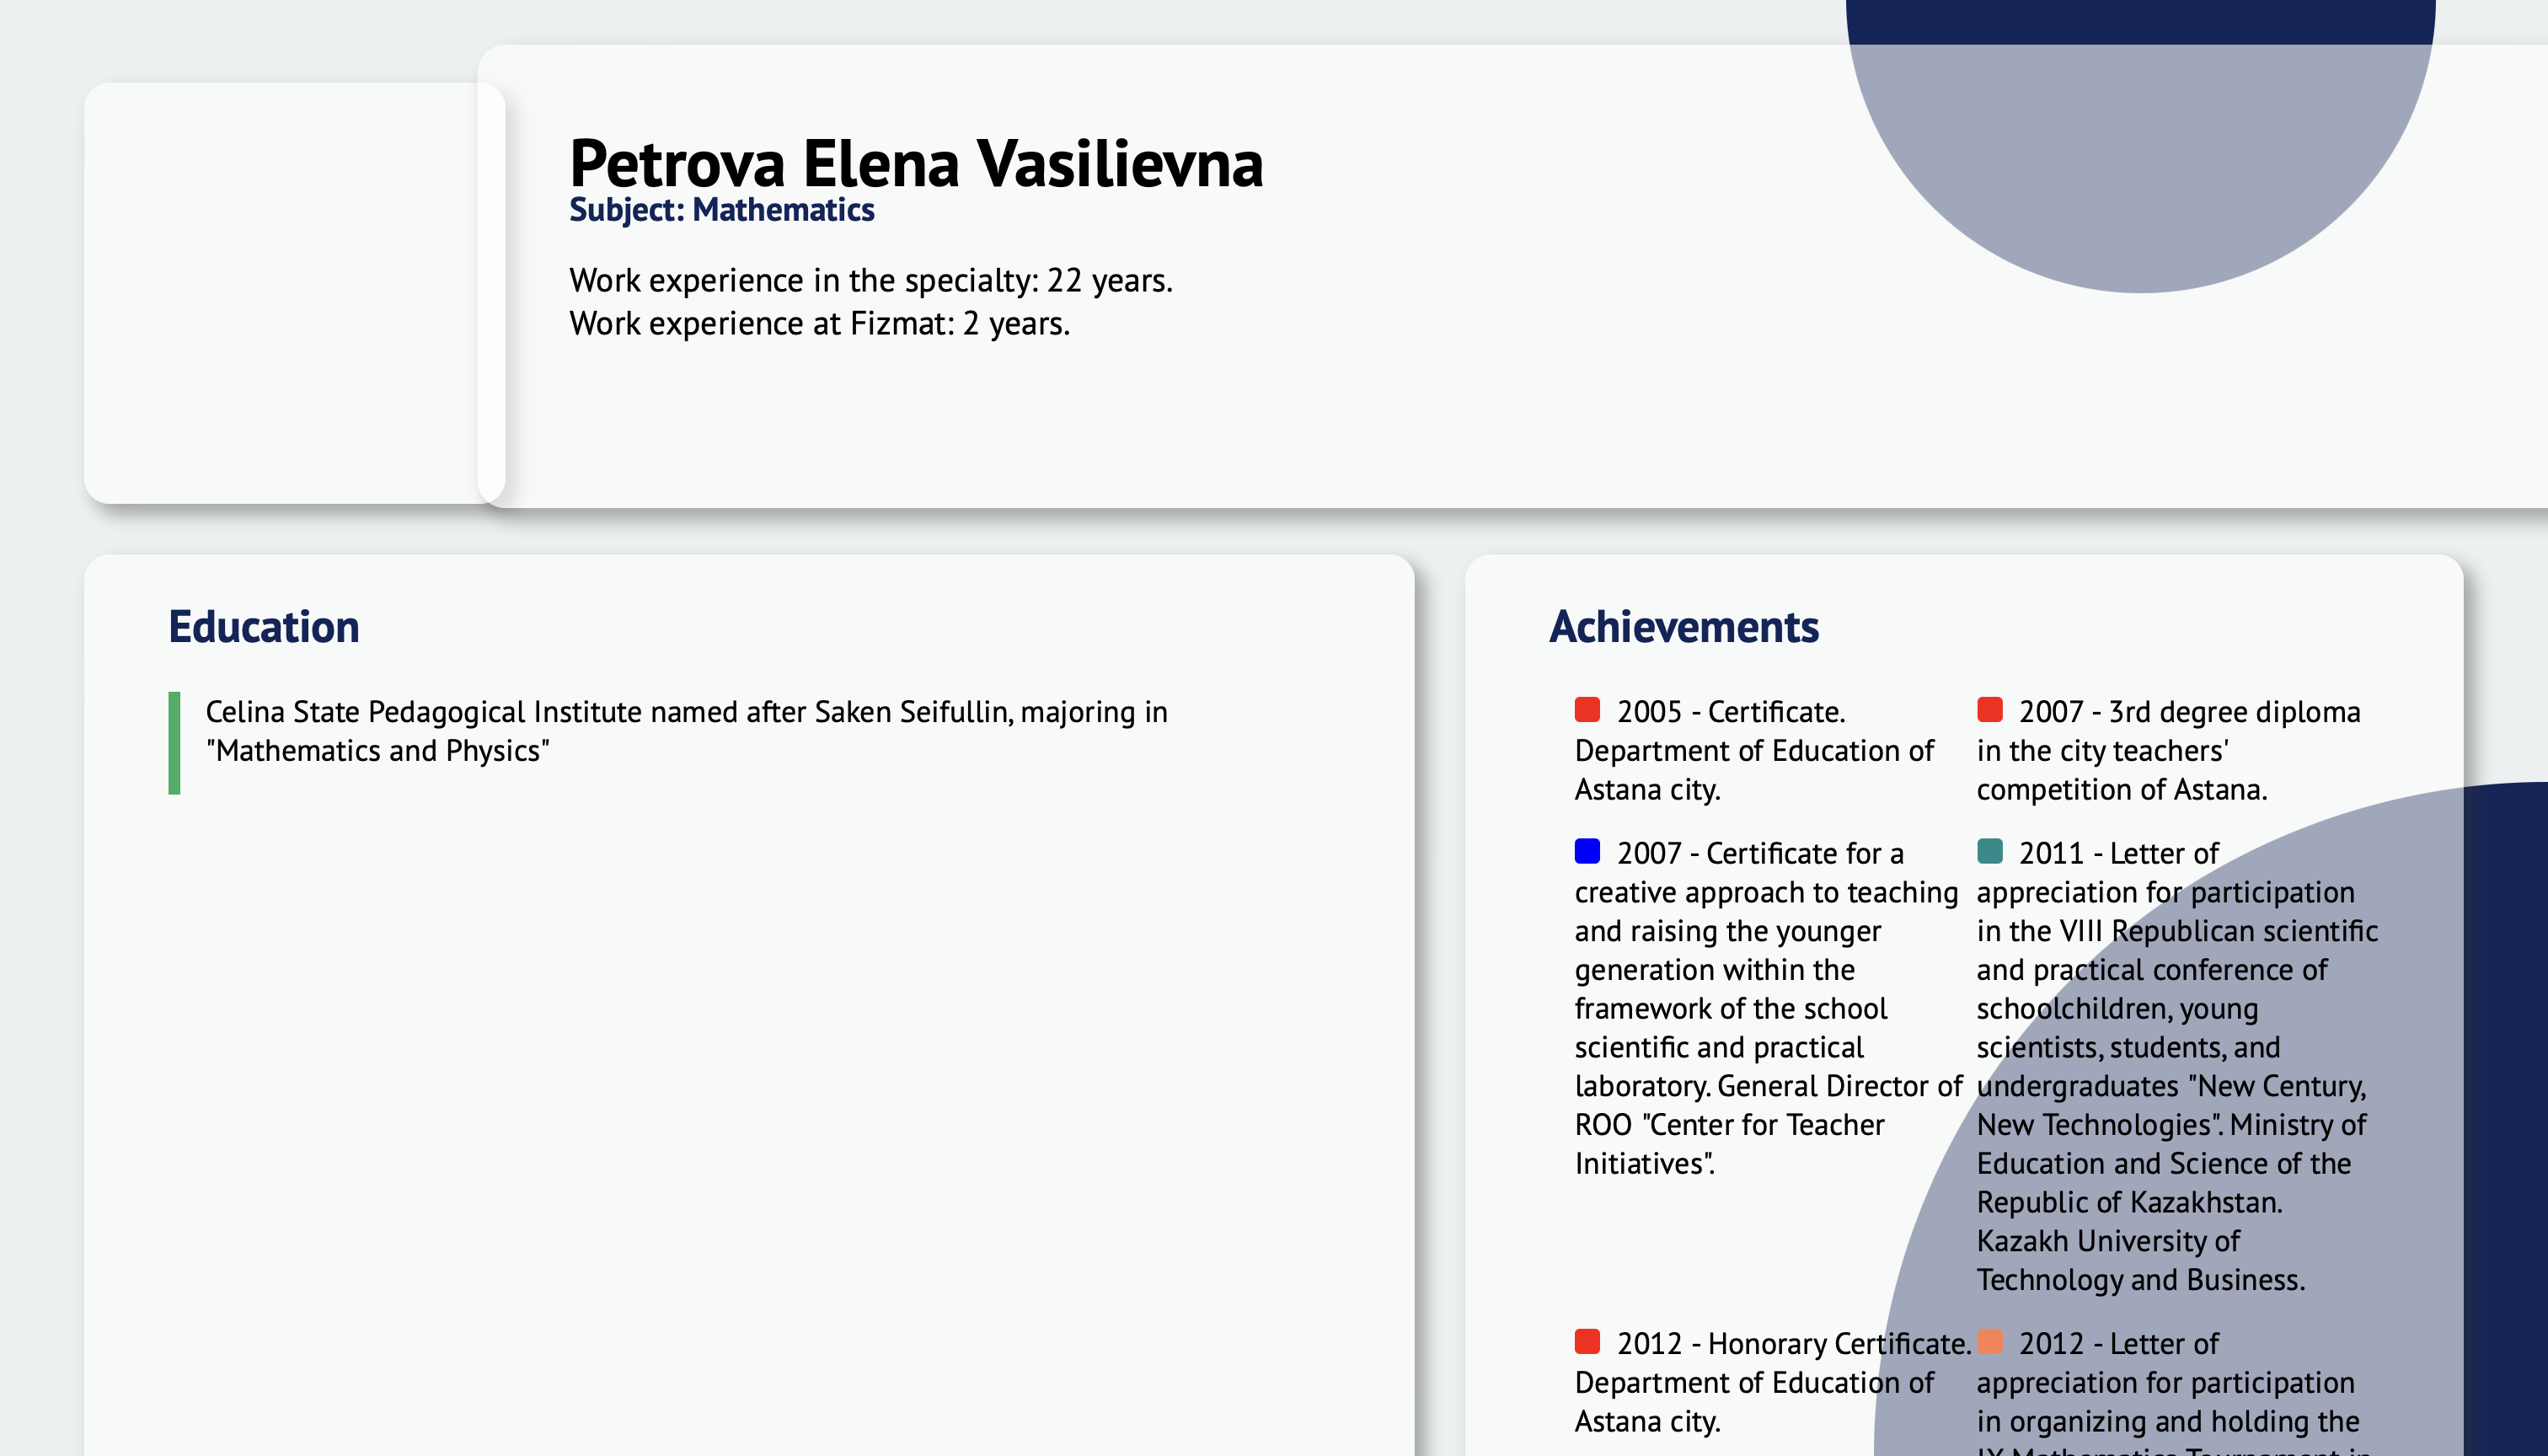 Petrova Elena Vasilievna
Subject: Mathematics
Work experience in the specialty: 22 years.
Work experience at Fizmat: 2 years.
Education
Celina State Pedagogical Institute named after Saken Seifullin, majoring in
"Mathematics and Physics"
Achievements
2005 - Certificate.
Department of Education of
Astana city.
2007 - 3rd degree diploma
in the city teachers'
competition of Astana.
2007 - Certificate for a
creative approach to teaching
and raising the younger
generation within the
framework of the school
scientific and practical
laboratory. General Director of
ROO "Center for Teacher
Initiatives".
2011 - Letter of
appreciation for participation
in the VIII Republican scientific
and practical conference of
schoolchildren, young
scientists, students, and
undergraduates "New Century,
New Technologies". Ministry of
Education and Science of the
Republic of Kazakhstan.
Kazakh University of
Technology and Business.
2012 - Honorary Certificate.
Department of Education of
Astana city.
2012 - Letter of
appreciation for participation
in organizing and holding the
IX Mathematics Tournament in